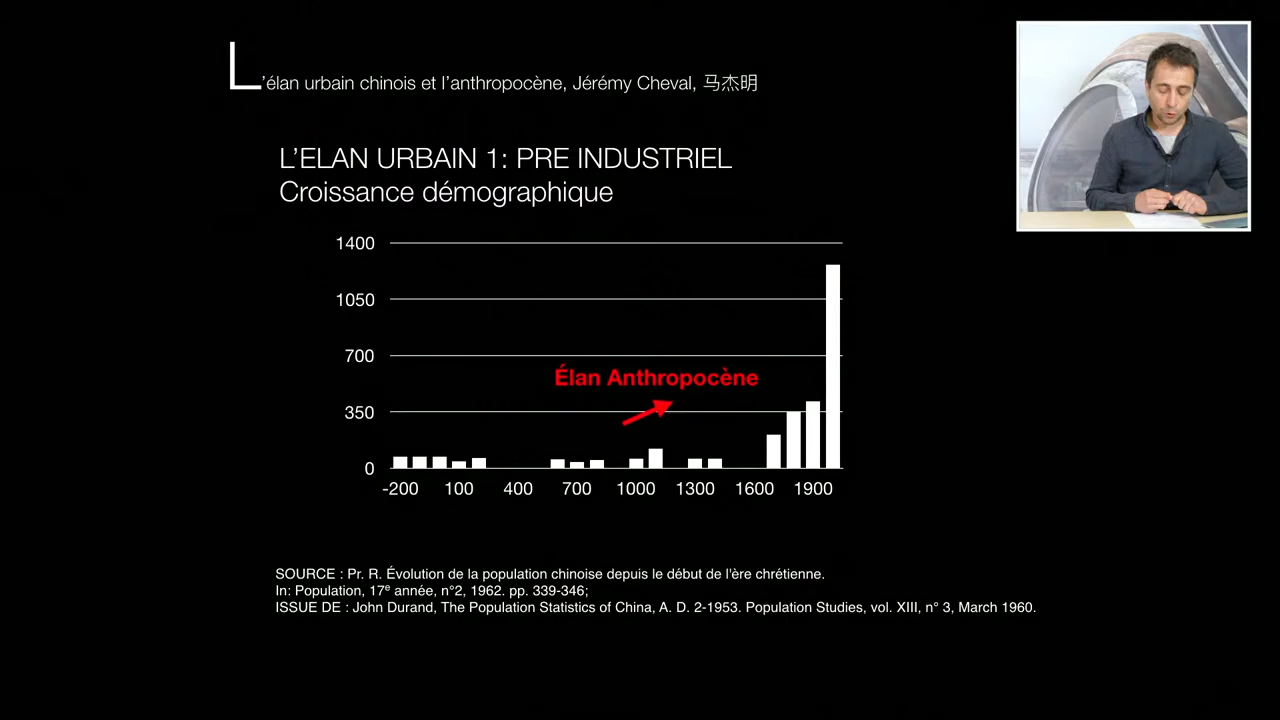 L’élan urbain chinois et l’anthropocène, Jérémy Cheval, 马杰明
L’ELAN URBAIN 1: PRE INDUSTRIEL
Croissance démographique
1400
1050
700
Élan Anthropocène
350
0
-200 100 400 700 1000 1300 1600 1900
SOURCE : Pr. R. Évolution de la population chinoise depuis le début de l'ère chrétienne.
In: Population, 17e année, n°2, 1962. pp. 339-346;
ISSUE DE : John Durand, The Population Statistics of China, A. D. 2-1953. Population Studies, vol. XIII, n° 3, March 1960.